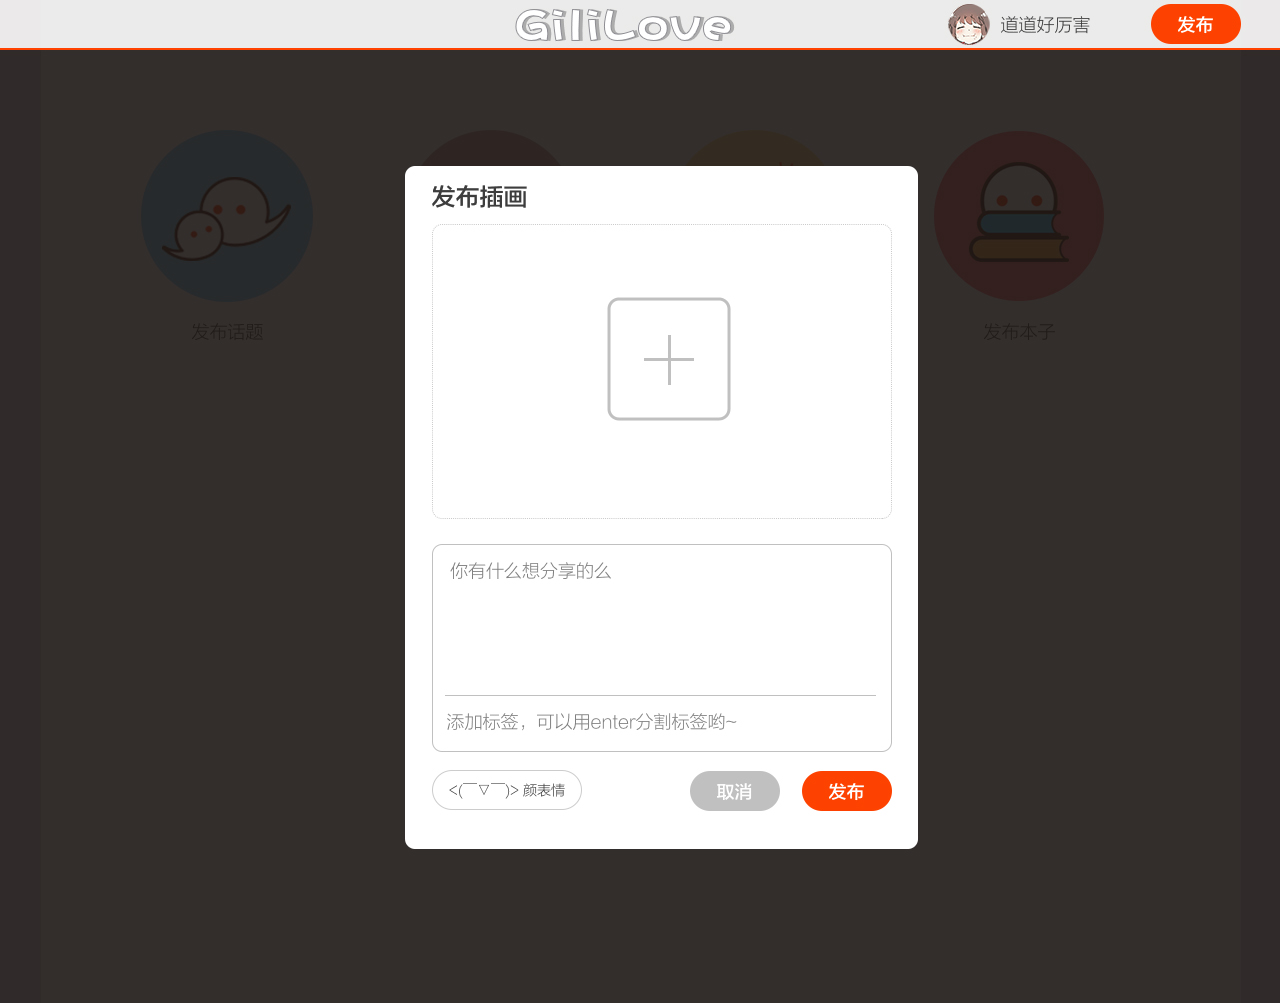 GiliLove
道道好厉害
发布
发布话题
发布本子
发布插画
你有什么想分享的么
添加标签，可以用enter分割标签哟~
<(￣▽￣)> 颜表情
取消
发布